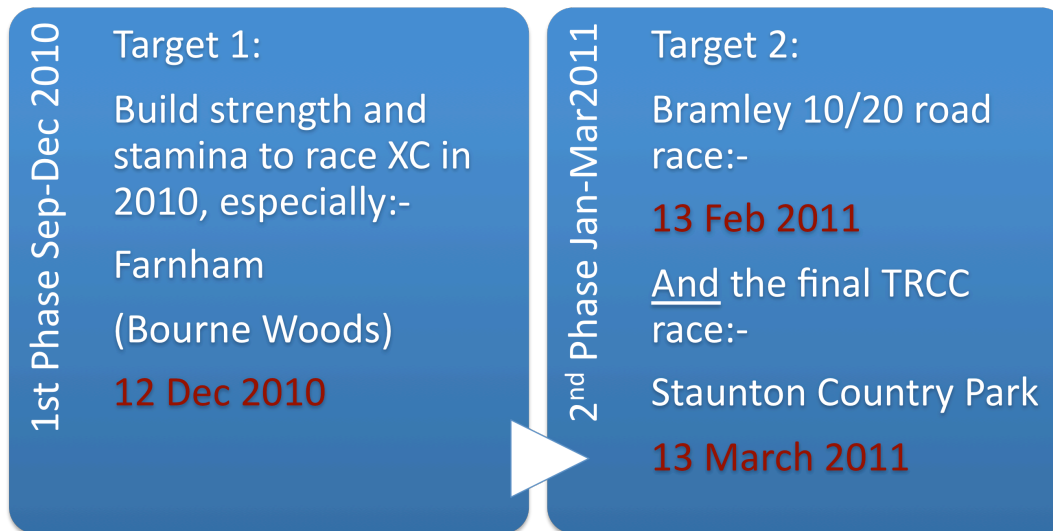 1st Phase Sep-Dec 2010
Target 1:
Build strength and
stamina to race XC in
2010, especially:-
Farnham
(Bourne Woods)
12 Dec 2010
2nd Phase Jan-Mar2011
Target 2:
Bramley 10/20 road
race:-
13 Feb 2011
And the final TRCC
race:-
Staunton Country Park
13 March 2011